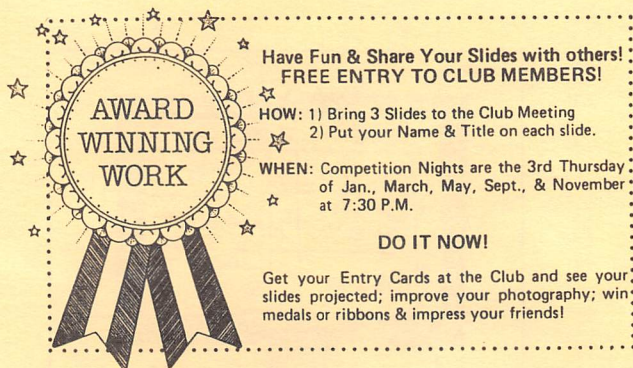 AWARD
WINNING
WORK
Have Fun & Share Your Slides with others!
FREE ENTRY TO CLUB MEMBERS!
HOW: 1) Bring 3 Slides to the Club Meeting
2) Put your Name & Title on each slide.
WHEN: Competition Nights are the 3rd Thursday
of Jan., March, May, Sept., & November
at 7:30 P.M.
DO IT NOW!
Get your Entry Cards at the Club and see your
slides projected; improve your photography; win
medals or ribbons & impress your friends!